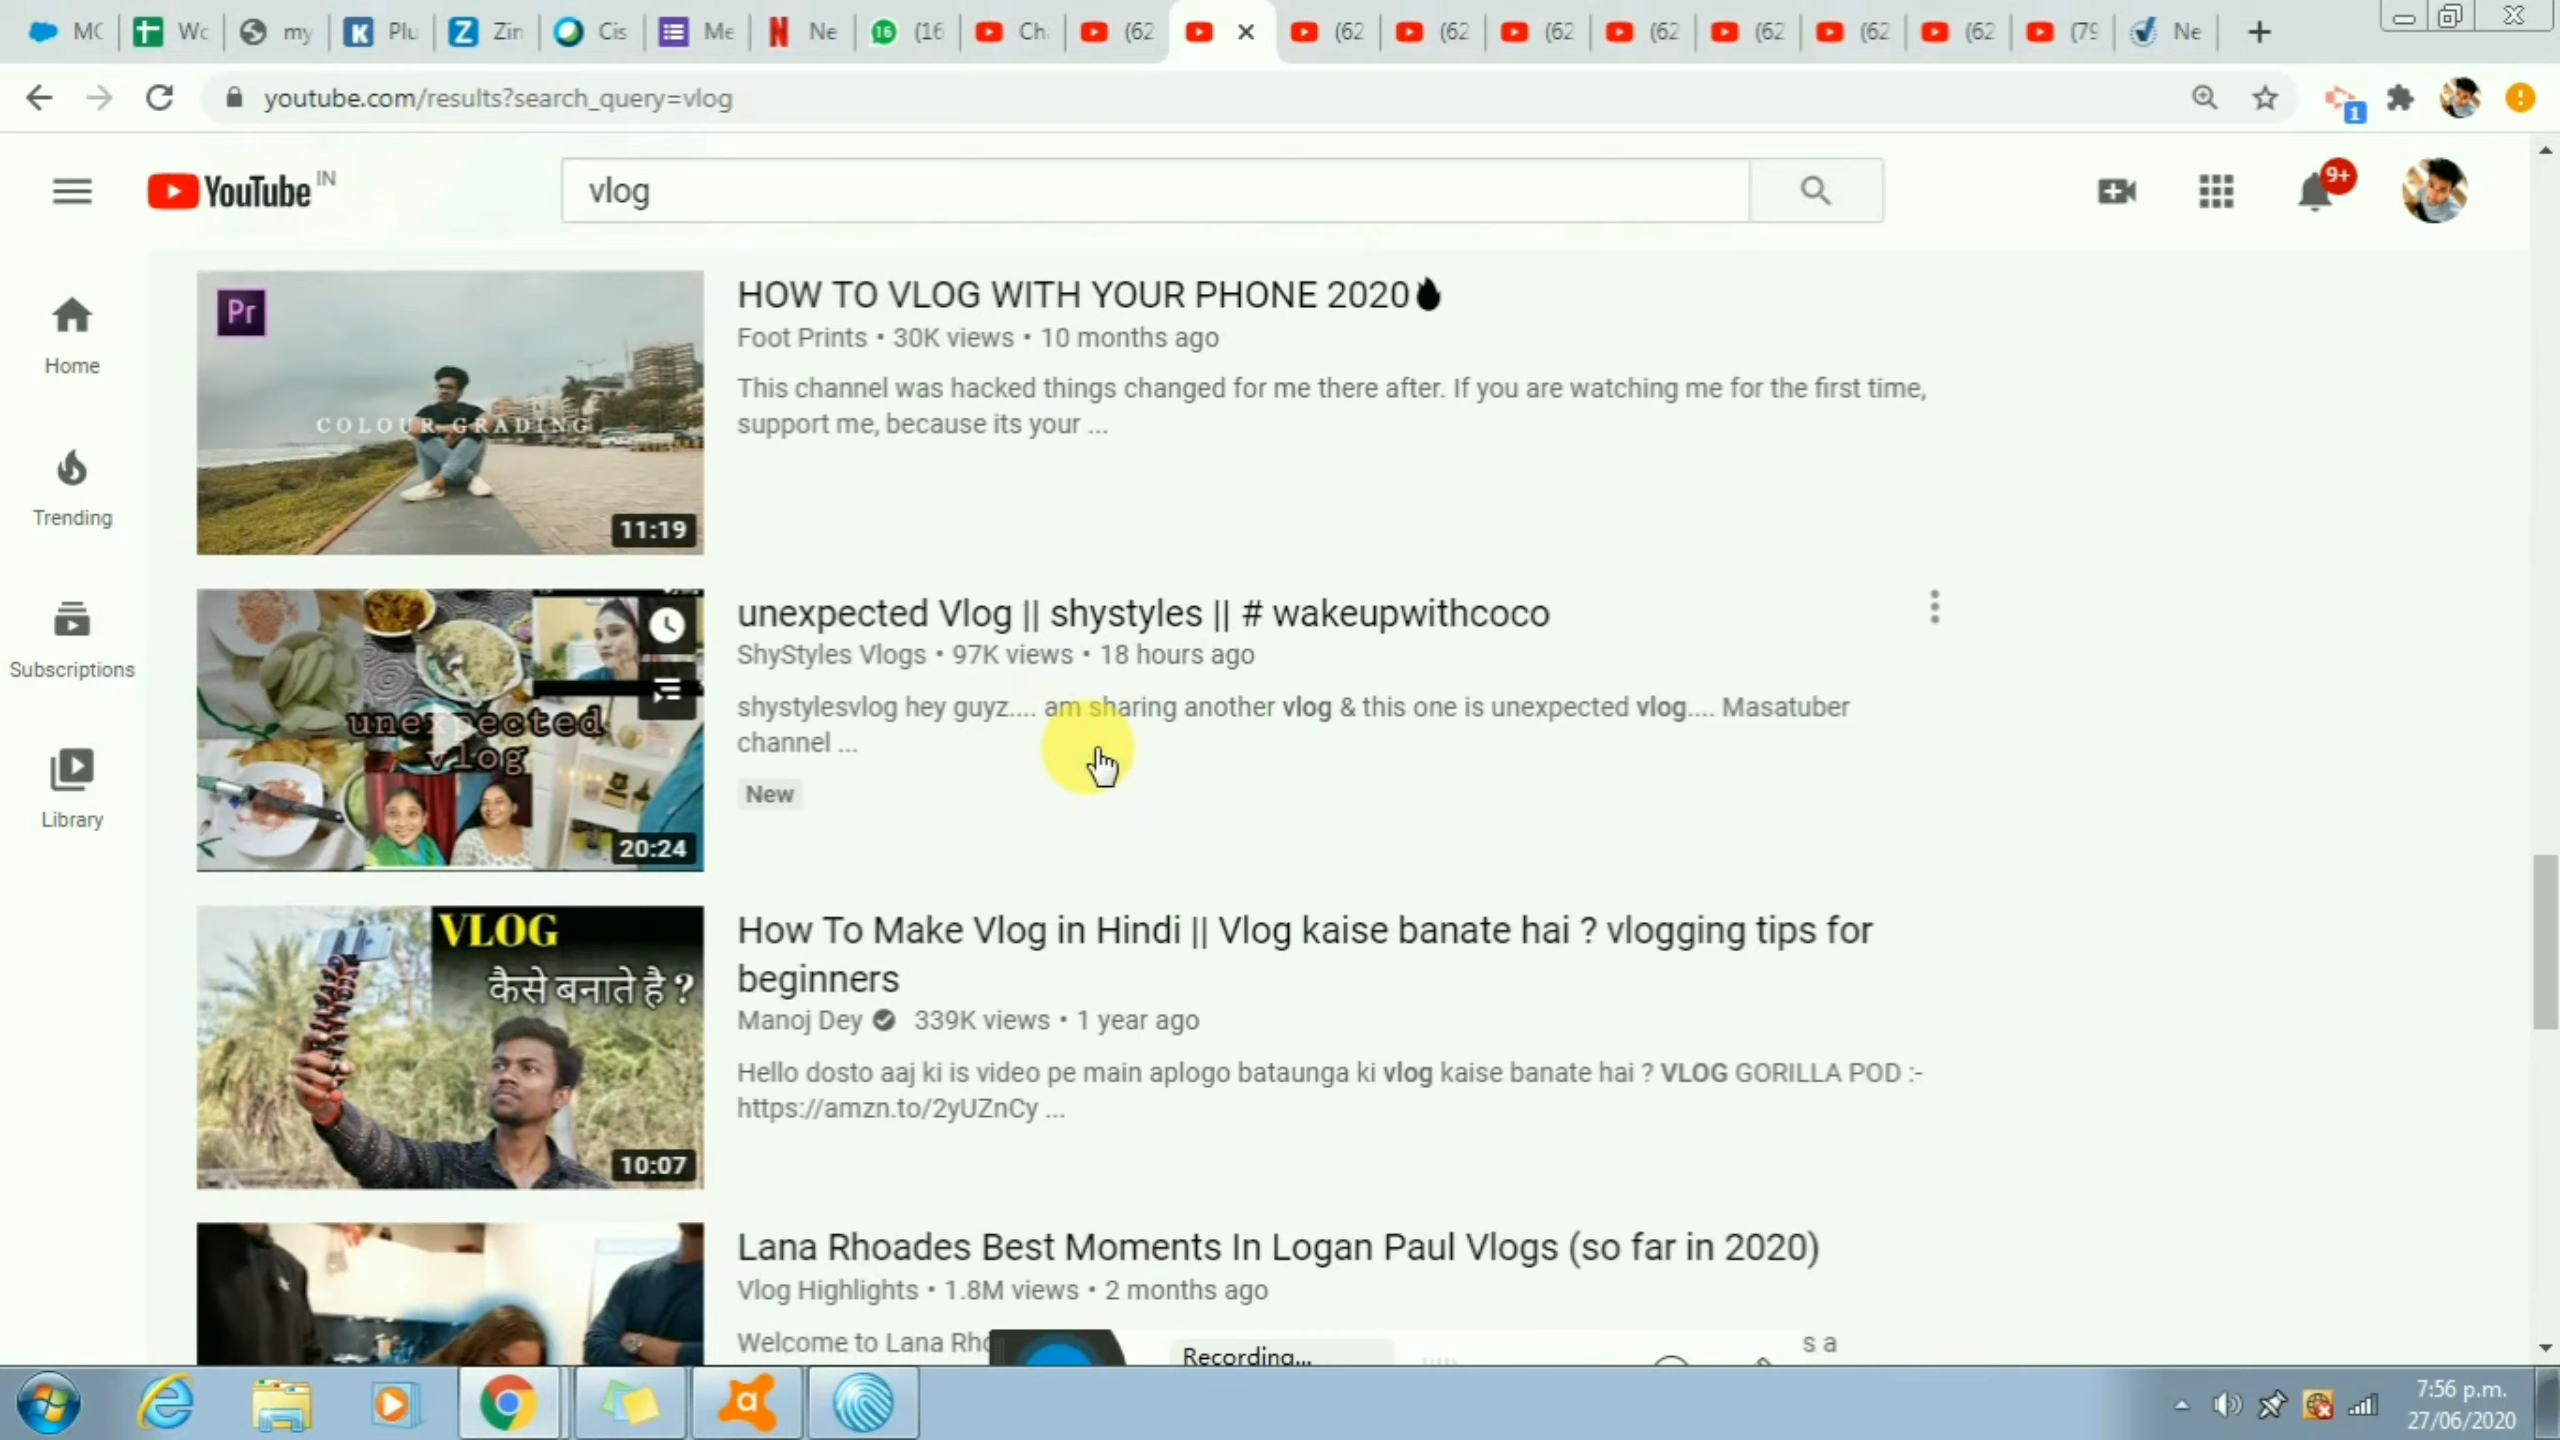 MC
Wc
my
Plu
Zin
Cis
Me
Ne
16
(16
Ch
(62
(62
(62
(62
(62
(62
(62
(62
(79
Ne
youtube.com/results?search_query=vlog
1
YouTube IN
vlog
9+
Home
Trending
Subscriptions
Library
Pr
COLOUR GRADING
11:19
HOW TO VLOG WITH YOUR PHONE 2020
Foot Prints • 30K views • 10 months ago
This channel was hacked things changed for me there after. If you are watching me for the first time,
support me, because its your ...
unexpected
vlog
20:24
unexpected Vlog || shystyles || # wakeupwithcoco
ShyStyles Vlogs • 97K views • 18 hours ago
shystylesvlog hey guyz.... am sharing another vlog & this one is unexpected vlog.... Masatuber
channel ...
New
VLOG
कैसे बनाते है ?
10:07
How To Make Vlog in Hindi || Vlog kaise banate hai ? vlogging tips for
beginners
Manoj Dey 339K views • 1 year ago
Hello dosto aaj ki is video pe main aplogo bataunga ki vlog kaise banate hai ? VLOG GORILLA POD :-
https://amzn.to/2yUZnCy ...
Lana Rhoades Best Moments In Logan Paul Vlogs (so far in 2020)
Vlog Highlights • 1.8M views • 2 months ago
Welcome to Lana Rho
s a
Recording...
7:56 p.m.
27/06/2020